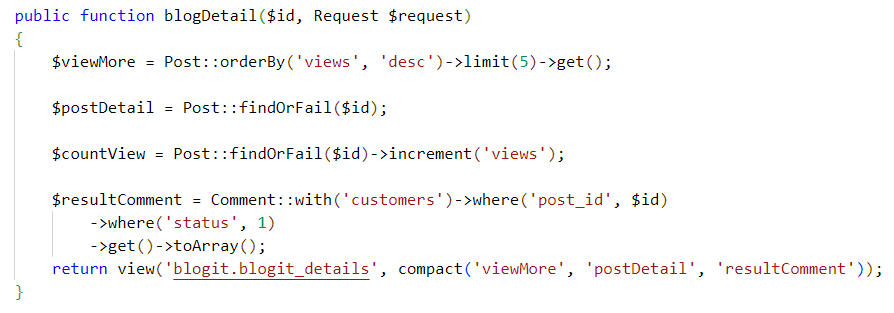 public function blogDetail($id, Request $request)
{
    $viewMore = Post::orderBy('views', 'desc')->limit(5)->get();

    $postDetail = Post::findOrFail($id);

    $countView = Post::findOrFail($id)->increment('views');

    $resultComment = Comment::with('customers')->where('post_id', $id)
        ->where('status', 1)
        ->get()->toArray();
    return view('blogit.blogit_details', compact('viewMore', 'postDetail', 'resultComment'));
}